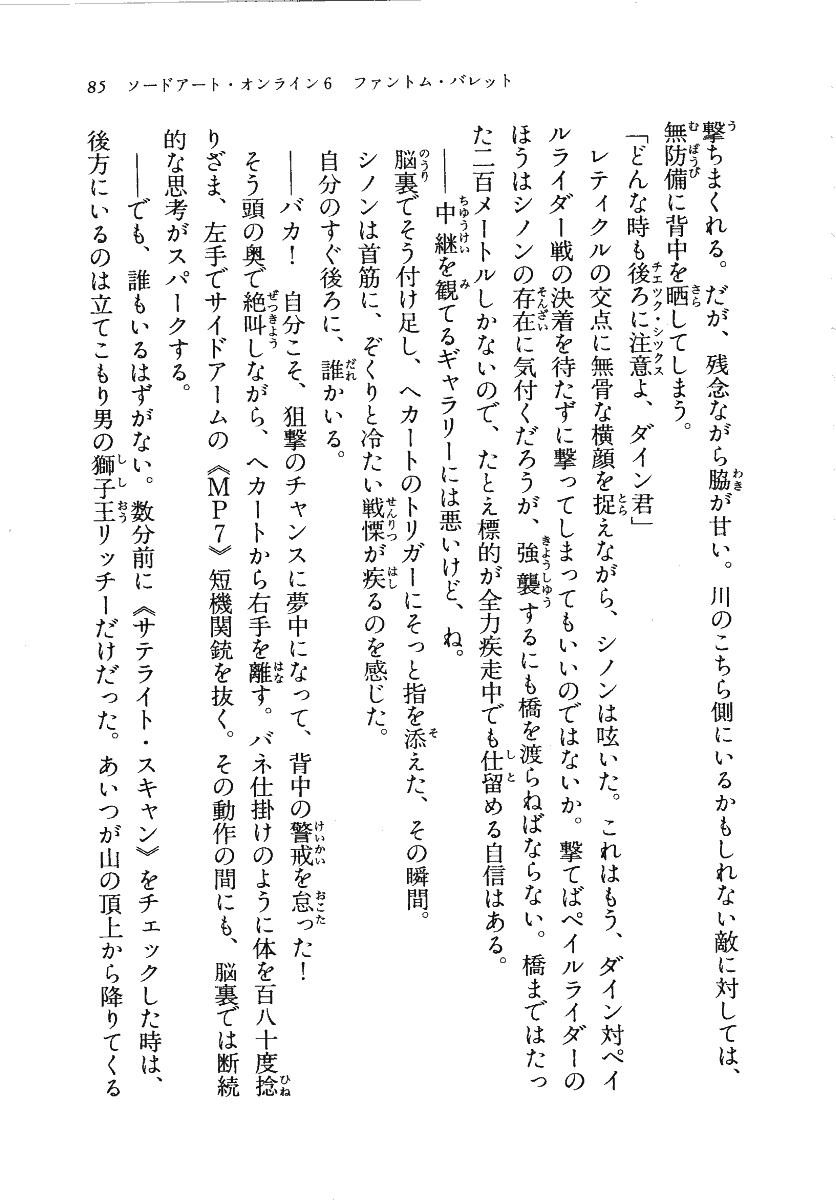 85　ソードアート・オンライン6　ファントム・バレット
撃ちまくれる。だが、残念ながら脇が甘い。川のこちら側にいるかもしれない敵に対しては、
無防備に背中を晒してしまう。
「どんな時も後ろに注意よ、ダイン君」
　レティクルの交点に無骨な横顔を捉えながら、シノンは呟いた。これはもう、ダイン対ペイ
ルライダー戦の決着を待たずに撃ってしまってもいいのではないか。撃てばペイルライダーの
ほうはシノンの存在に気付くだろうが、強襲するにも橋を渡らねばならない。橋まではたっ
た二百メートルしかないので、たとえ標的が全力疾走中でも仕留める自信はある。
　――中継を観てるギャラリーには悪いけど、ね。
　脳裏でそう付け足し、ヘカートのトリガーにそっと指を添えた、その瞬間。
　シノンは首筋に、ぞくりと冷たい戦慄が疾るのを感じた。
　自分のすぐ後ろに、誰かいる。
　――バカ！　自分こそ、狙撃のチャンスに夢中になって、背中の警戒を怠った！
　そう頭の奥で絶叫しながら、ヘカートから右手を離す。バネ仕掛けのように体を百八十度捻
りざま、左手でサイドアームの《MP7》短機関銃を抜く。その動作の間にも、脳裏では断続
的な思考がスパークする。
　――でも、誰もいるはずがない。数分前に《サテライト・スキャン》をチェックした時は、
後方にいるのは立てこもり男の獅子王リッチーだけだった。あいつが山の頂上から降りてくる